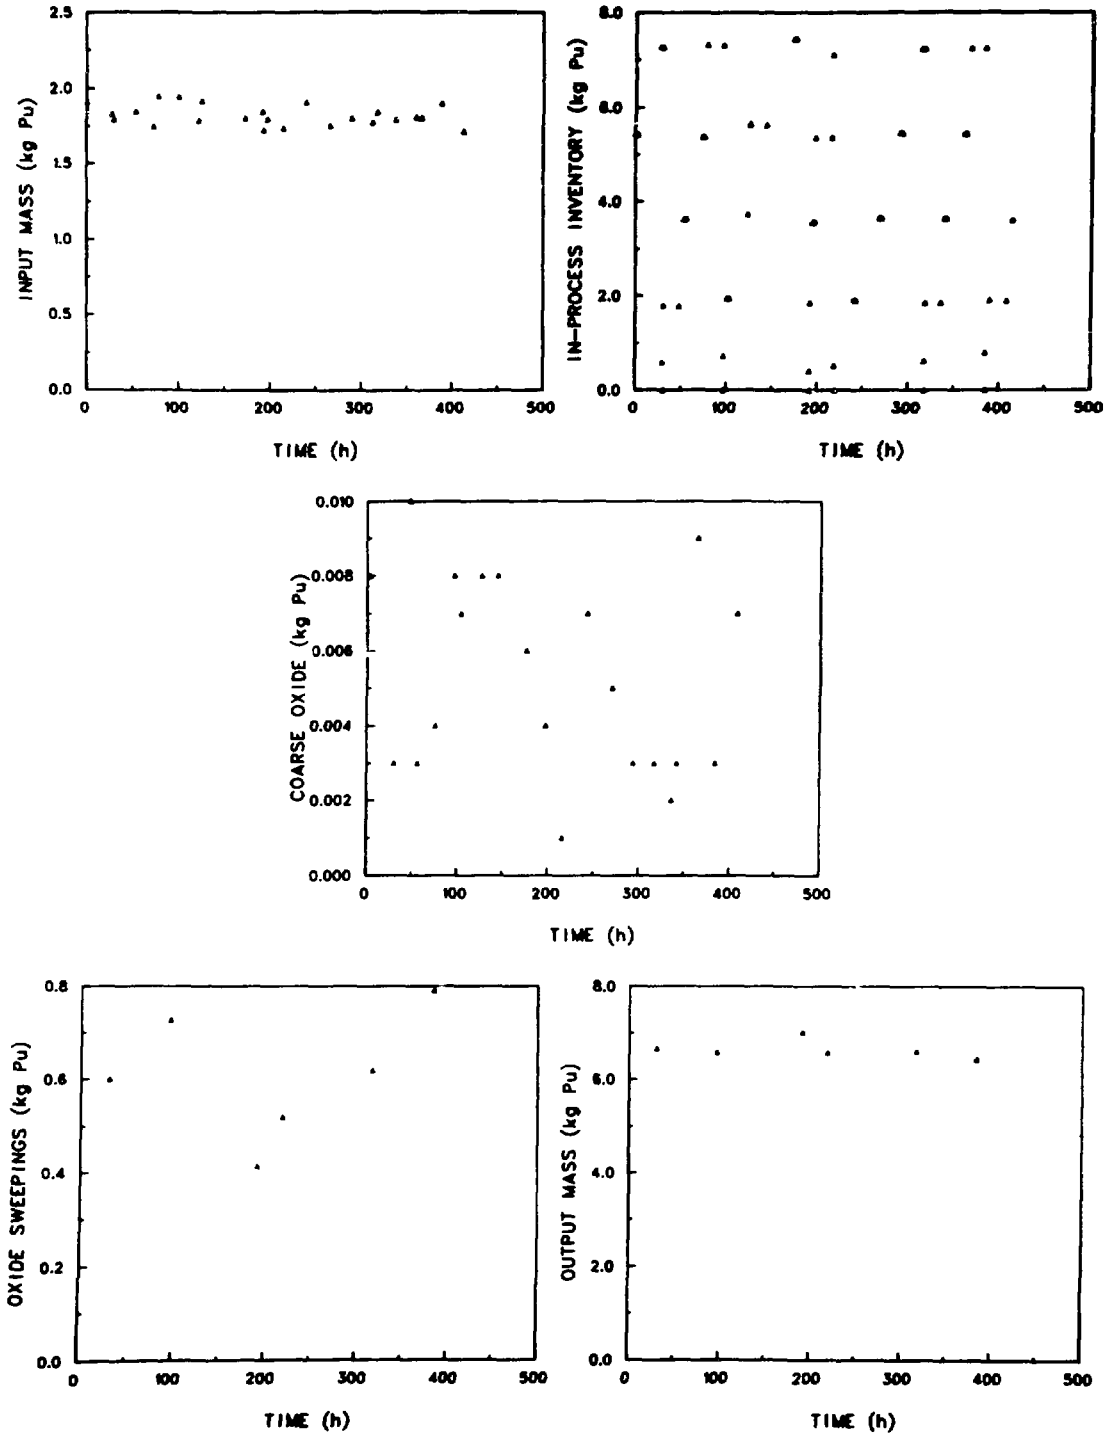 2.5
2.0
1.5
1.0
0.5
0.0
INPUT MASS (kg Pu)
0 100 200 300 400 500
TIME (h)
8.0
6.0
4.0
2.0
0.0
IN-PROCESS INVENTORY (kg Pu)
0 100 200 300 400 500
TIME (h)
0.010
0.008
0.006
0.004
0.002
0.000
COARSE OXIDE (kg Pu)
0 100 200 300 400 500
TIME (h)
0.8
0.6
0.4
0.2
0.0
OXIDE SWEEPINGS (kg Pu)
0 100 200 300 400 500
TIME (h)
8.0
6.0
4.0
2.0
0.0
OUTPUT MASS (kg Pu)
0 100 200 300 400 500
TIME (h)